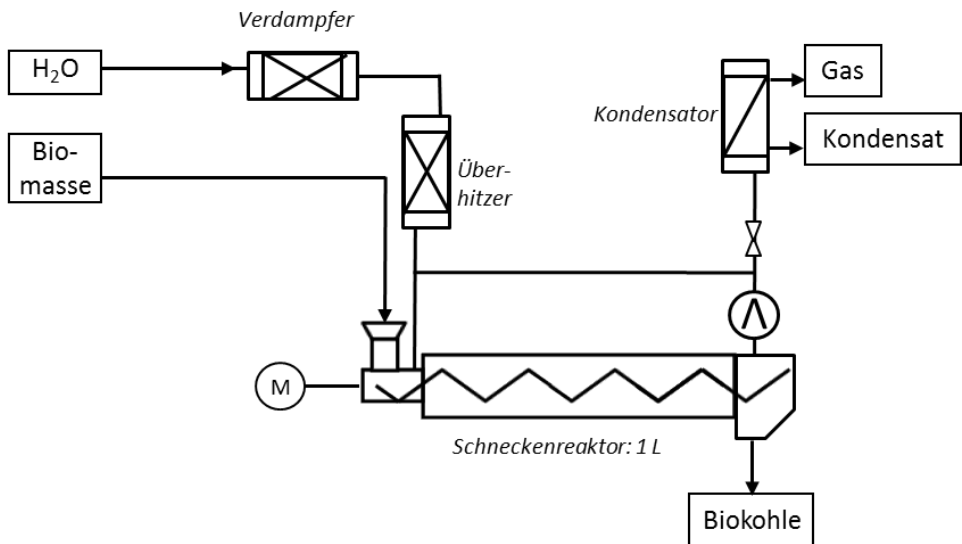 Verdampfer
H₂O
Gas
Kondensator
Kondensat
Bio-
masse
Über-
hitzer
M
Schneckenreaktor: 1 L
Biokohle